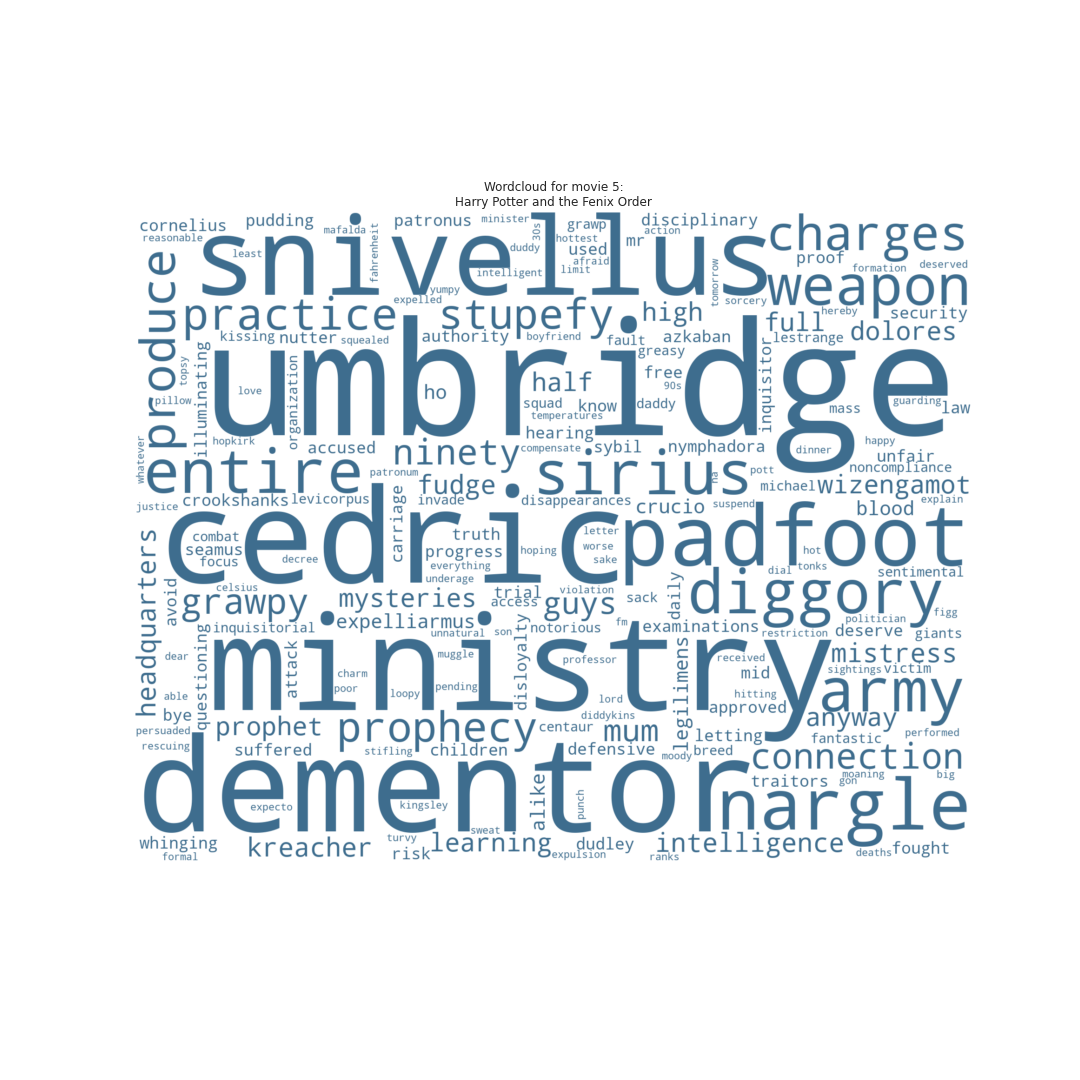 Wordcloud for movie 5:
Harry Potter and the Fenix Order
cornelius pudding mafalda patronus minister 30s grawp disciplinary
reasonable fahrenheit hottest mr action charges
snivellus
least duddy used proof
intelligent afraid limit tomorrow formation deserved
yumpy weapon
expelled sorcery
reproduce practice stupefy high full hereby security
kissing nutter squealed authority boyfriend fault azkaban lestrange dolores
greasy
umbridge
topsy illuminating organization inquisitor
love ho half free 90s daddy
pillow squad know mass guarding law
temperatures
hopkirk hearing dinner happy
whatever accused ninety compensate sybil nymphadora unfair
entire patronum sirius na pott noncompliance
fudge michael wizengamot
justice crookshanks levicorpus invade disappearances crucio suspend blood explain
cedric padfoot
headquarters combat carriage truth letter
seamus progress hoping worse hot
focus decree everything sake dial tonks sentimental
avoid celsius underage violation daily diggory
grawpy mysteries trial access guys sack figg
inquisitorial expelliarmus notorious fm examinations politician
unnatural son restriction deserve giants
ministry
dear questioning attack muggle disloyalty professor legilimens received mistress
able charm mid sightings victim
poor loopy pending lord hitting army
bye diddykins approved
persuaded prophet prophecy centaur mum letting anyway performed
rescuing suffered stifling children defensive moody breed fantastic
connection
dementor
alike punch traitors moaning gon big
expecto kingsley nargle
whinging turvy sweat learning dudley intelligence fought
formal kreacher risk expulsion ranks deaths